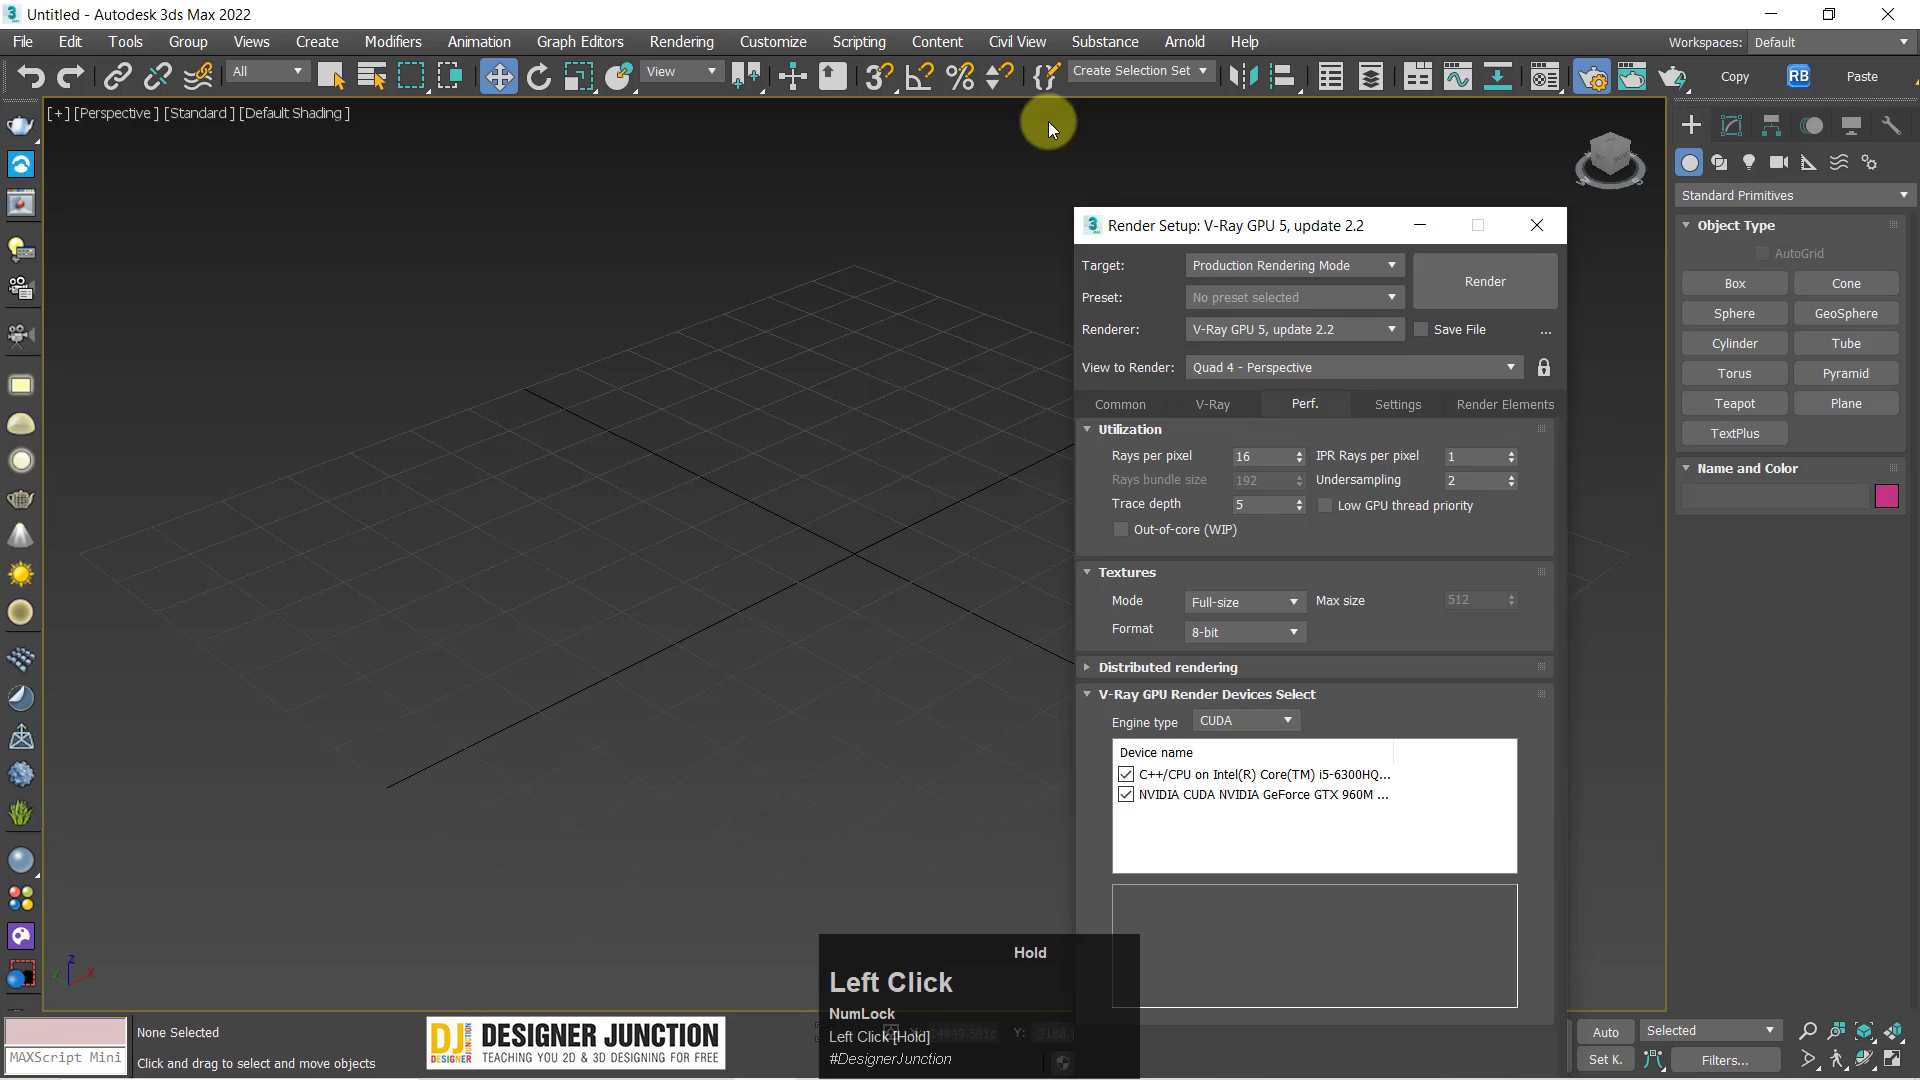 Untitled - Autodesk 3ds Max 2022
File Edit Tools Group Views Create Modifiers Animation Graph Editors Rendering Customize Scripting Content Civil View Substance Arnold Help Workspaces: Default
All View Create Selection Set Copy RB Paste
[+] [Perspective ] [Standard ] [Default Shading ]
Standard Primitives
Object Type
AutoGrid
Box Cone
Sphere GeoSphere
Cylinder Tube
Torus Pyramid
Teapot Plane
TextPlus
Name and Color
Render Setup: V-Ray GPU 5, update 2.2
Target: Production Rendering Mode Render
Preset: No preset selected
Renderer: V-Ray GPU 5, update 2.2 Save File ...
View to Render: Quad 4 - Perspective
Common V-Ray Perf. Settings Render Elements
Utilization
Rays per pixel 16 IPR Rays per pixel 1
Rays bundle size 192 Undersampling 2
Trace depth 5 Low GPU thread priority
Out-of-core (WIP)
Textures
Mode Full-size Max size 512
Format 8-bit
Distributed rendering
V-Ray GPU Render Devices Select
Engine type CUDA
Device name
C++/CPU on Intel(R) Core(TM) i5-6300HQ...
NVIDIA CUDA NVIDIA GeForce GTX 960M ...
z
x
Hold
Left Click
NumLock
Left Click [Hold]
#DesignerJunction
Y:
MAXScript Mini
None Selected
Click and drag to select and move objects
DJ DESIGNER JUNCTION
TEACHING YOU 2D & 3D DESIGNING FOR FREE
Auto Selected
Set K. Filters...